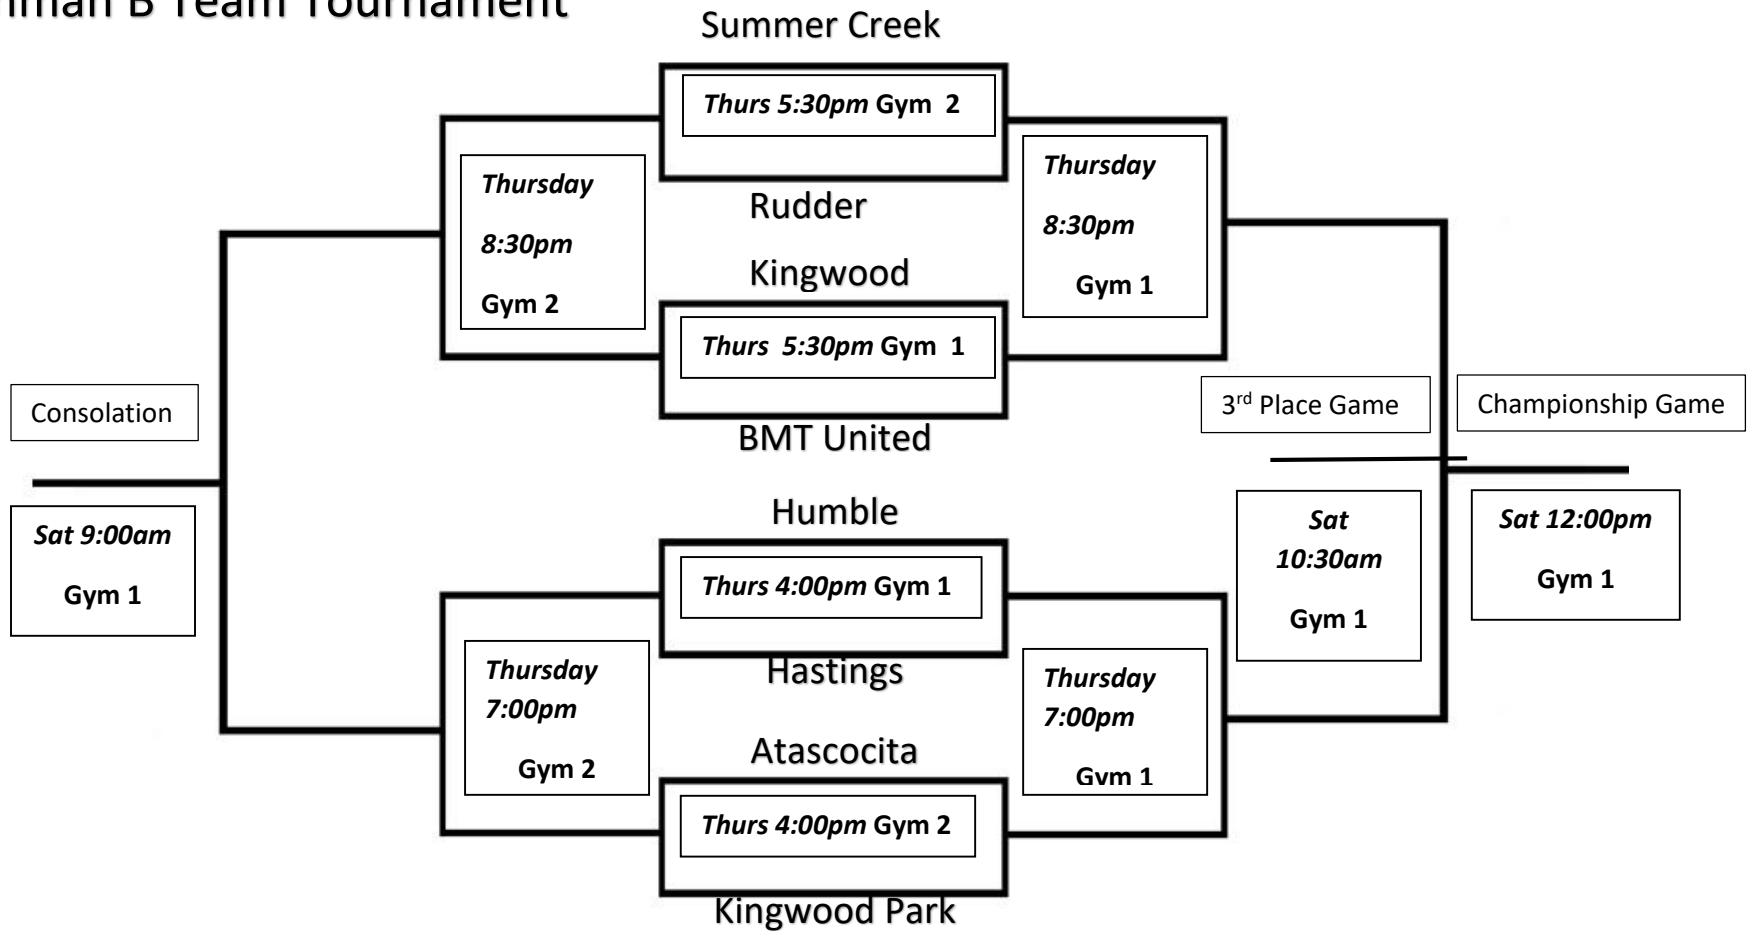 B Team Tournament
Summer Creek
Thurs 5:30pm Gym 2
Rudder
Thursday
8:30pm
Gym 2
Thursday
8:30pm
Gym 1
Kingwood
Thurs 5:30pm Gym 1
BMT United
Consolation
Sat 9:00am
Gym 1
3rd Place Game
Championship Game
Sat
10:30am
Gym 1
Sat 12:00pm
Gym 1
Humble
Thurs 4:00pm Gym 1
Hastings
Thursday
7:00pm
Gym 2
Thursday
7:00pm
Gym 1
Atascocita
Thurs 4:00pm Gym 2
Kingwood Park